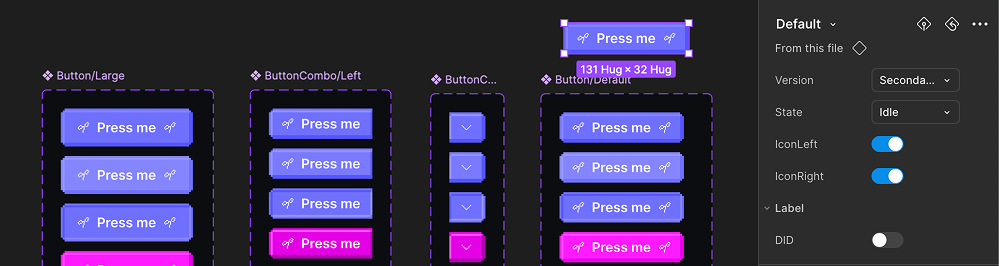 Press me
131 Hug × 32 Hug
Button/Large
ButtonCombo/Left
ButtonC...
Button/Default
Press me
Press me
Press me
Press me
Press me
Press me
Press me
Press me
Press me
Press me
Press me
Default
From this file
Version
Seconda...
State
Idle
IconLeft
IconRight
Label
DID